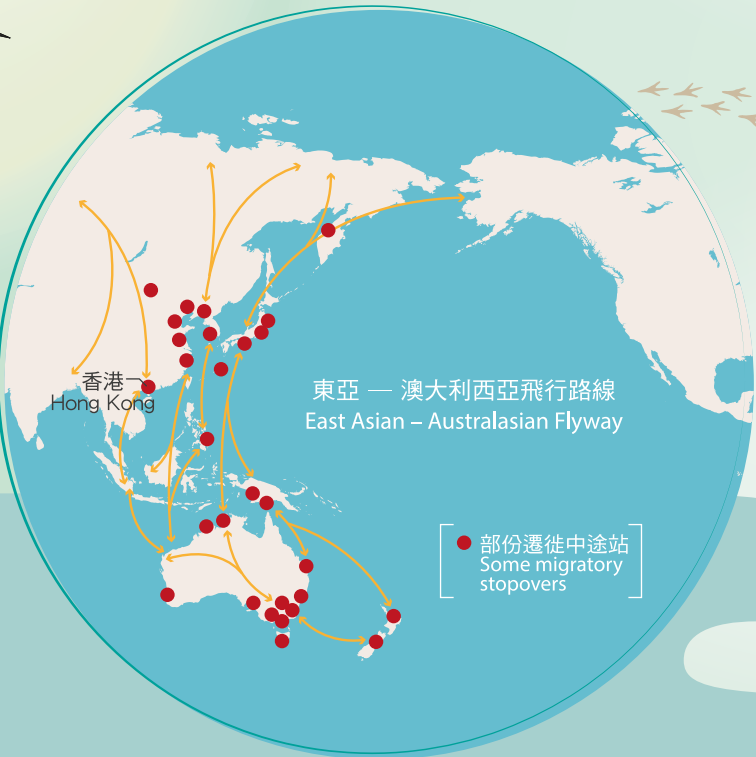 東亞 — 澳大利西亞飛行路線
East Asian – Australasian Flyway
香港
Hong Kong
部份遷徙中途站
Some migratory
stopovers